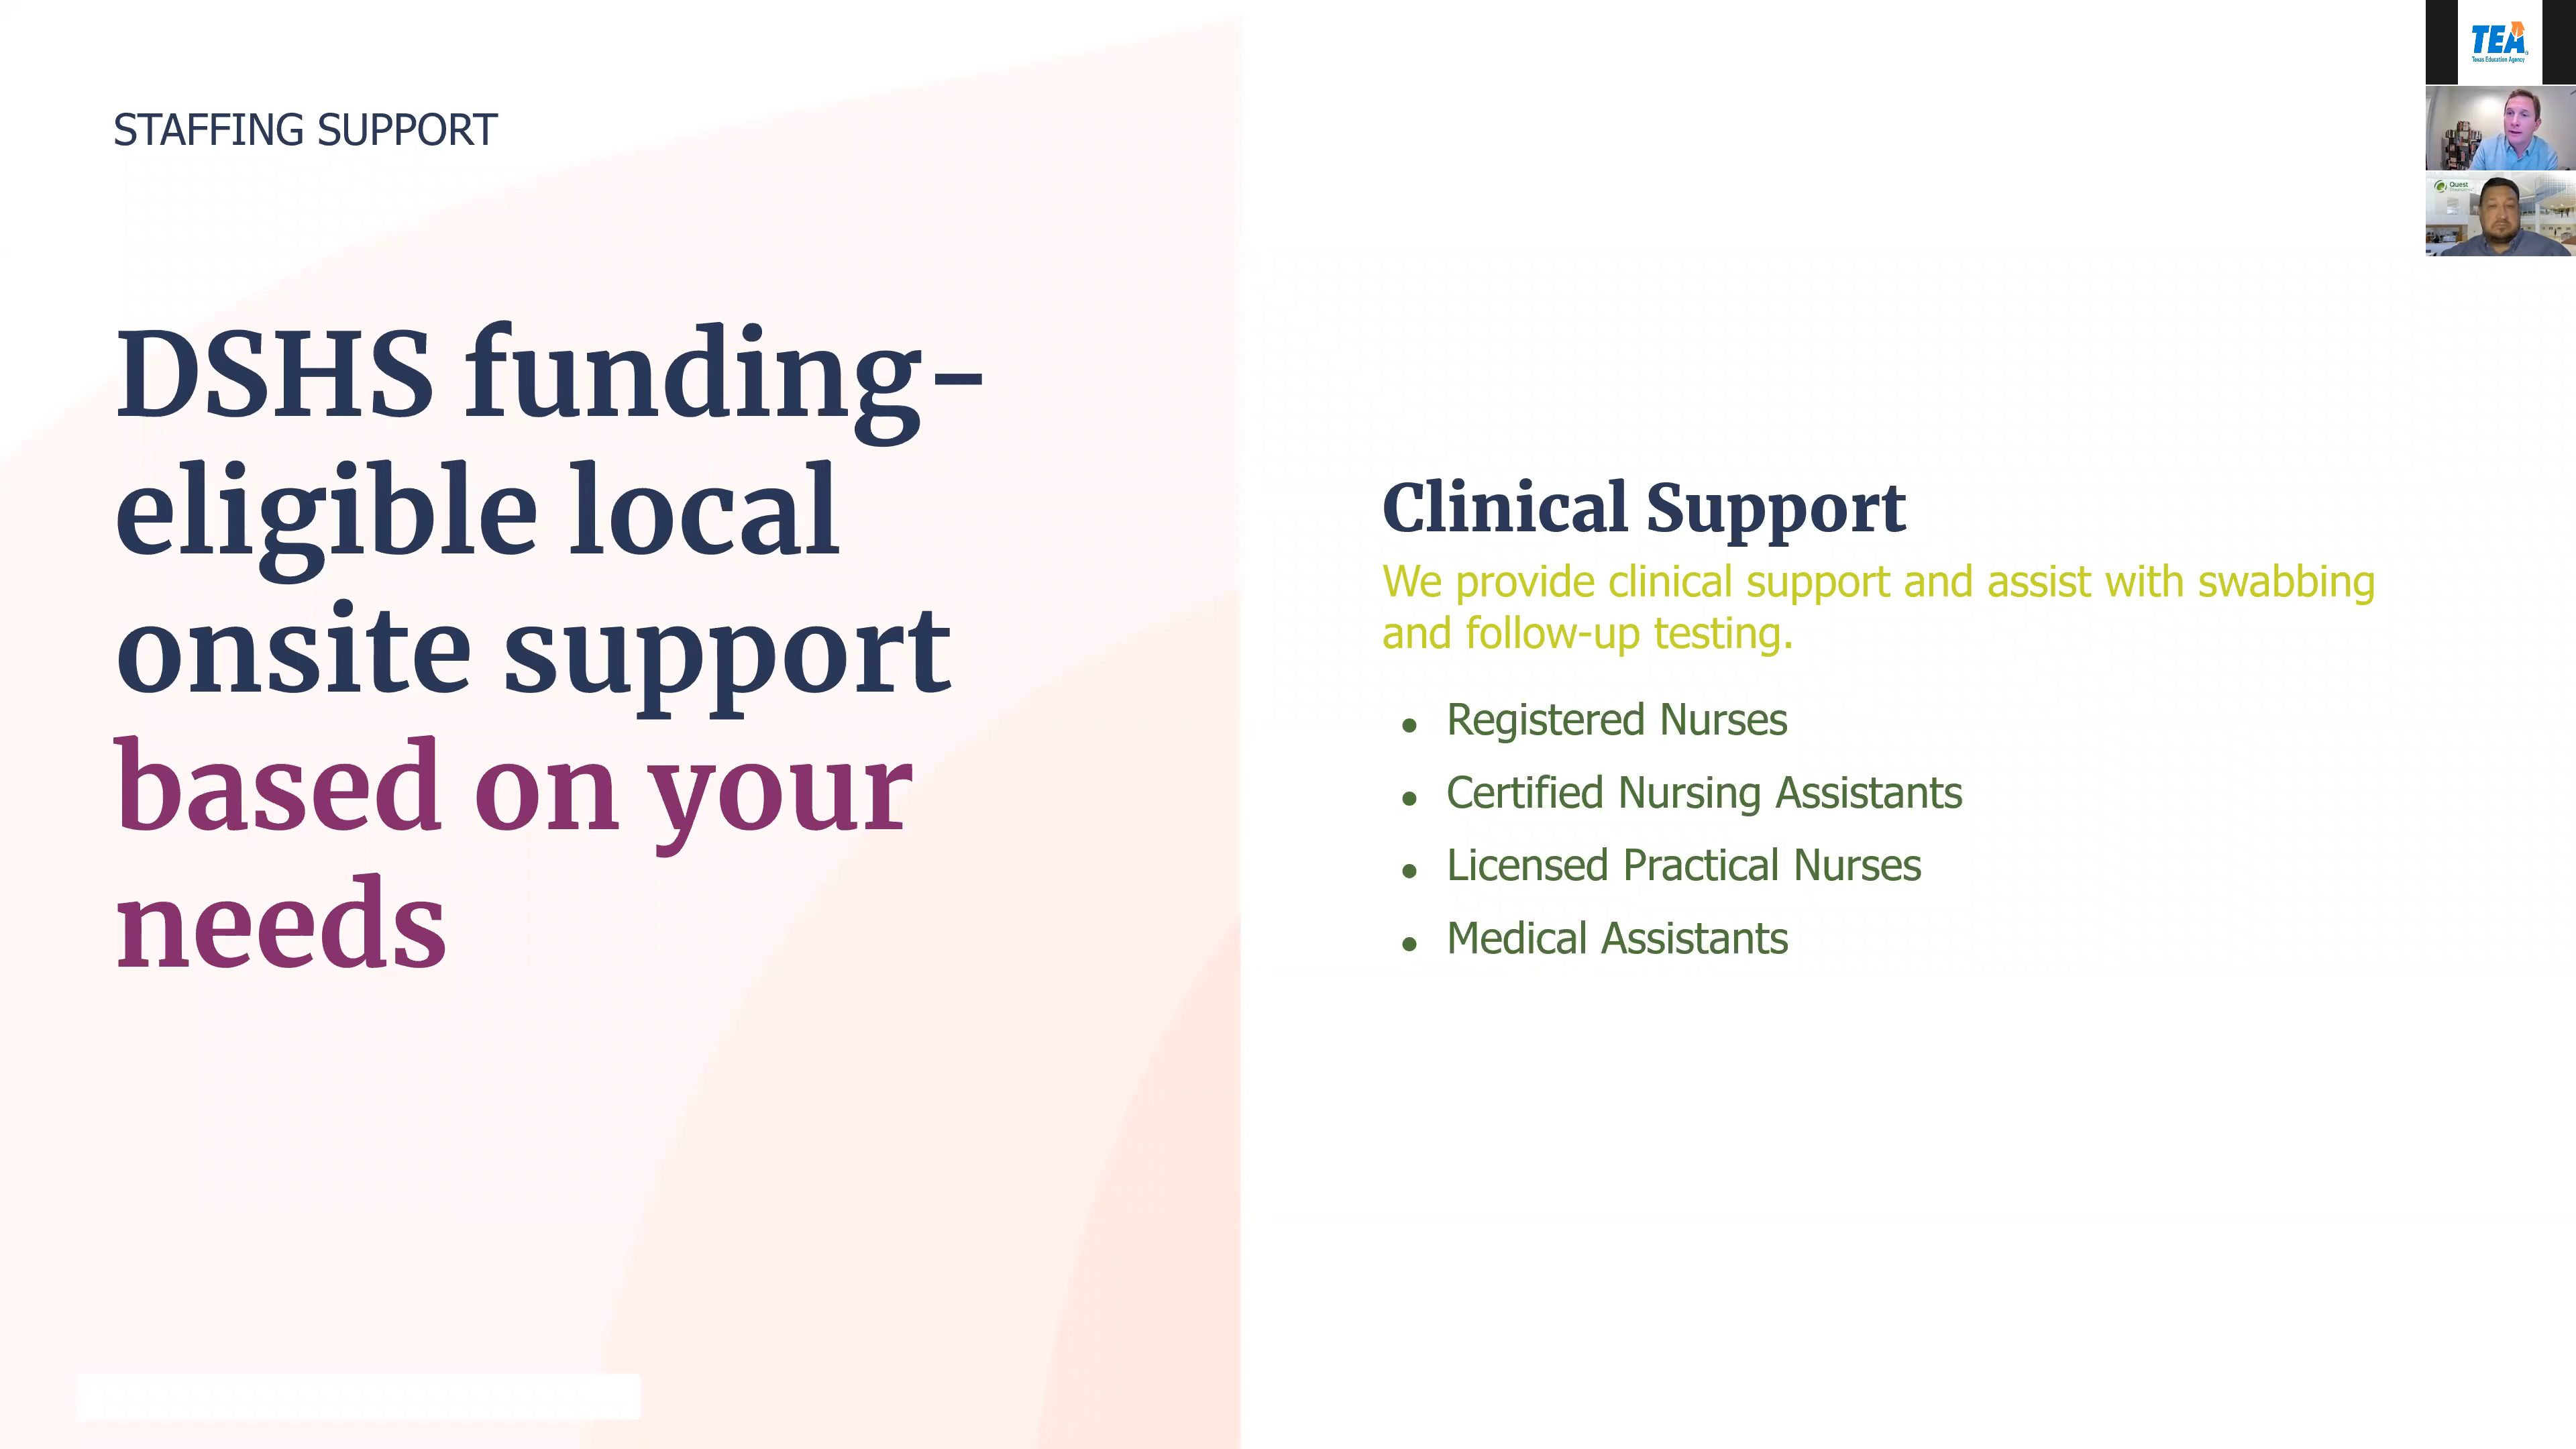 STAFFING SUPPORT
DSHS funding-
eligible local
onsite support
based on your
needs
Clinical Support
We provide clinical support and assist with swabbing
and follow-up testing.
• Registered Nurses
• Certified Nursing Assistants
• Licensed Practical Nurses
• Medical Assistants
TEA
Texas Education Agency
Quest